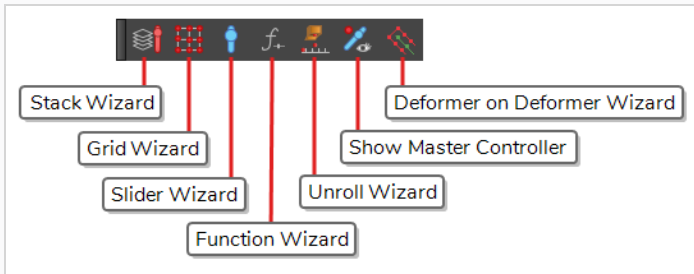 Stack Wizard
Deformer on Deformer Wizard
Grid Wizard
Show Master Controller
Slider Wizard
Unroll Wizard
Function Wizard